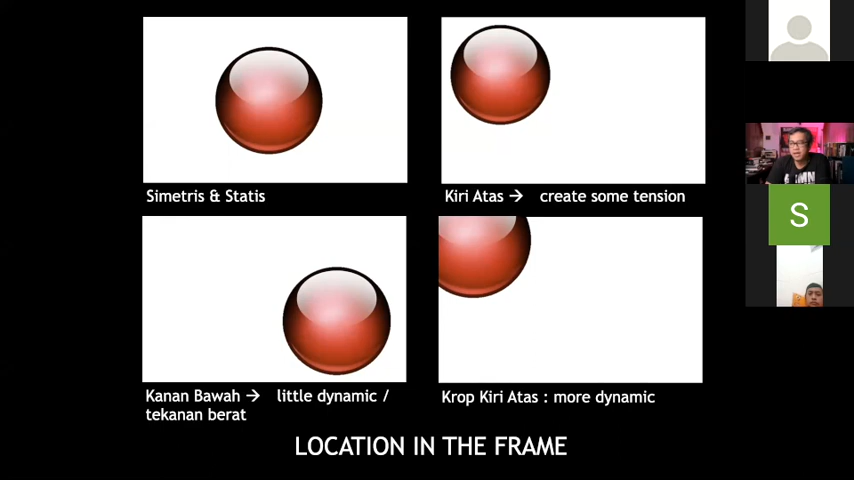 Simetris & Statis
Kiri Atas → create some tension
Kanan Bawah → little dynamic /
tekanan berat
Krop Kiri Atas : more dynamic
LOCATION IN THE FRAME
S